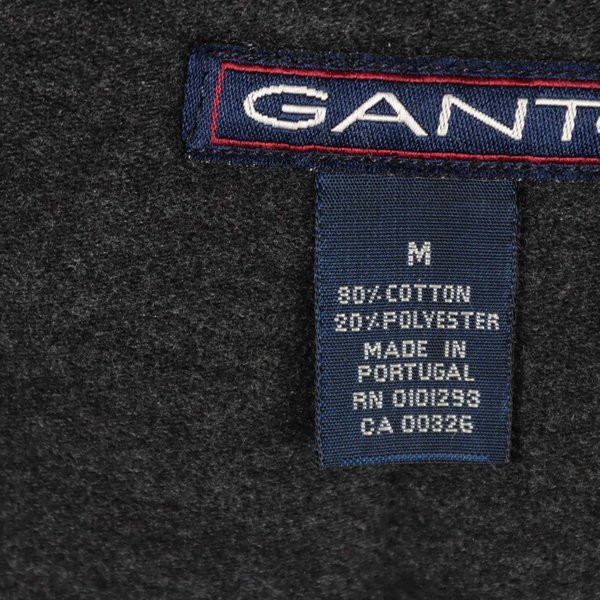 GANT
M
80% COTTON
20% POLYESTER
MADE IN
PORTUGAL
RN 0101293
CA 00326